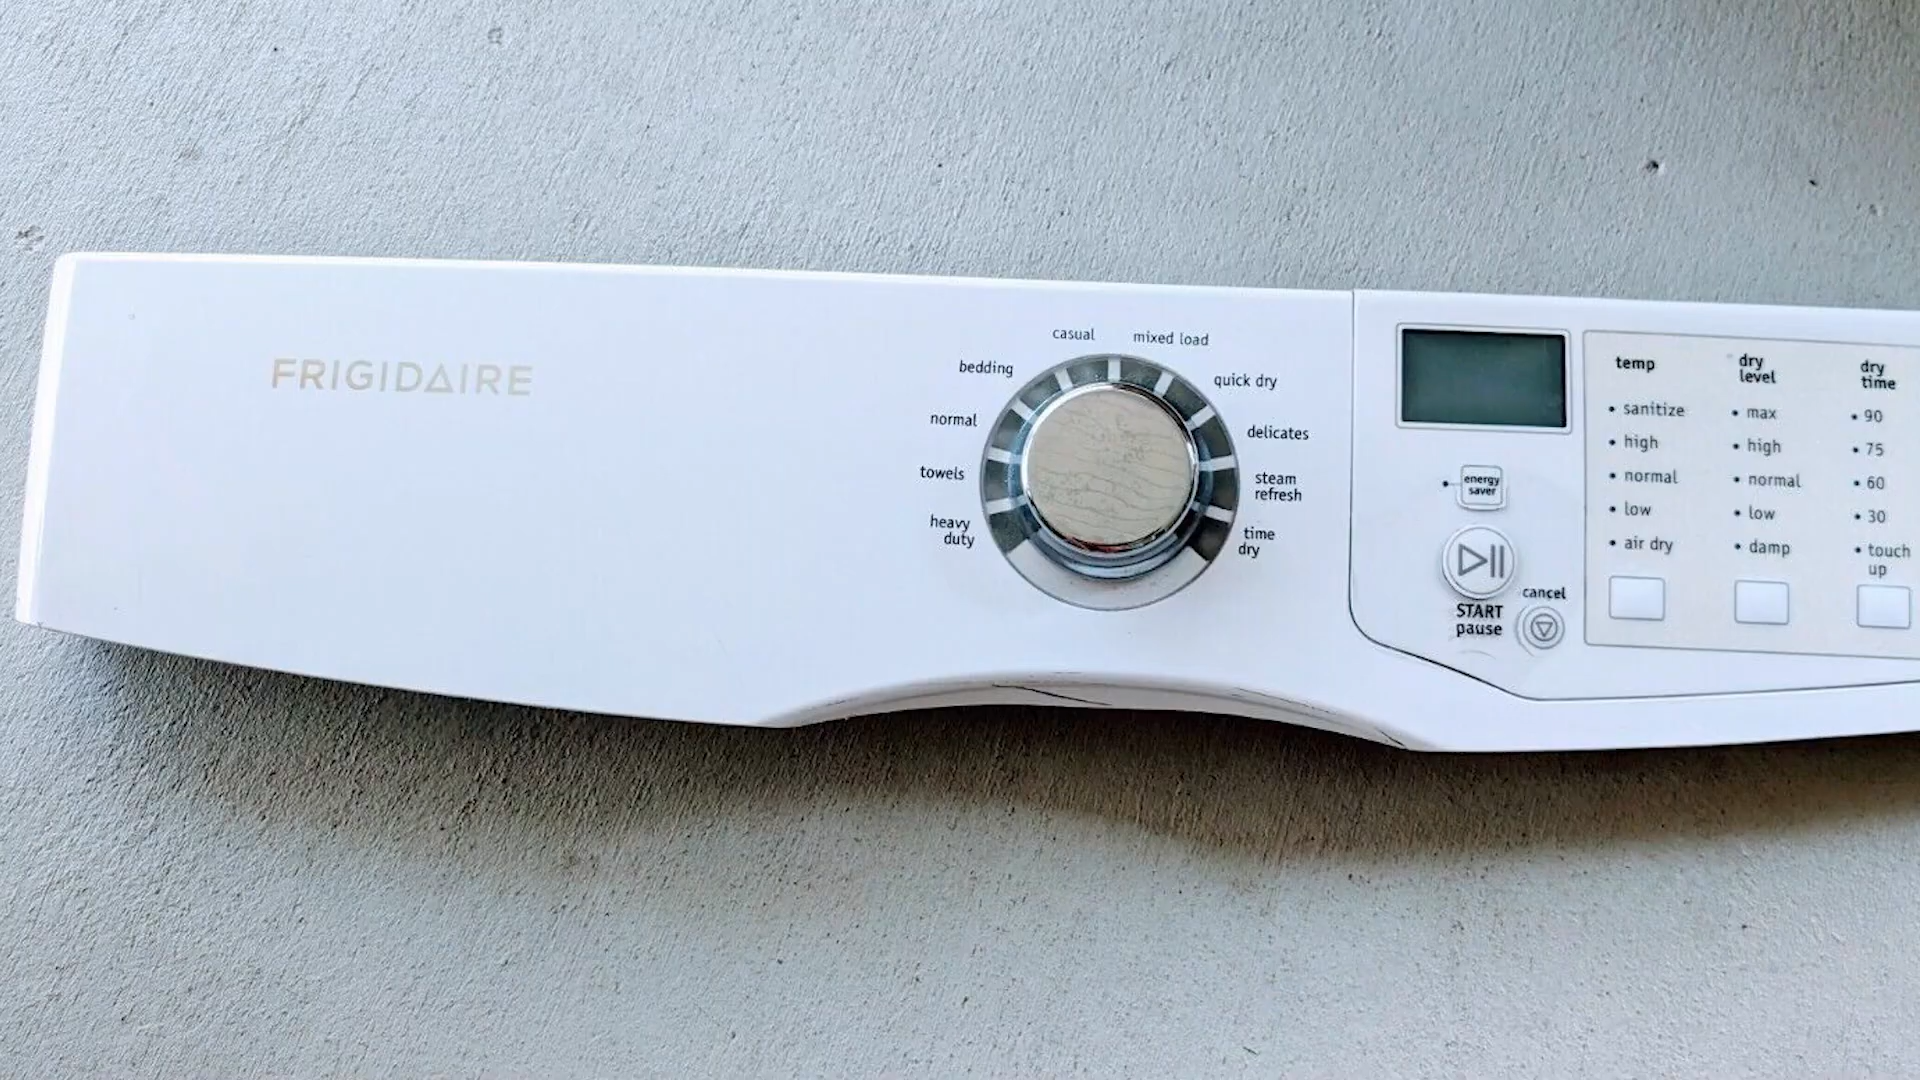 FRIGIDAIRE
casual
mixed load
bedding
quick dry
normal
delicates
towels
steam
refresh
heavy
duty
time
dry
energy
saver
START
pause
cancel
temp
sanitize
high
normal
low
air dry
dry
level
max
high
normal
low
damp
dry
time
90
75
60
30
touch
up